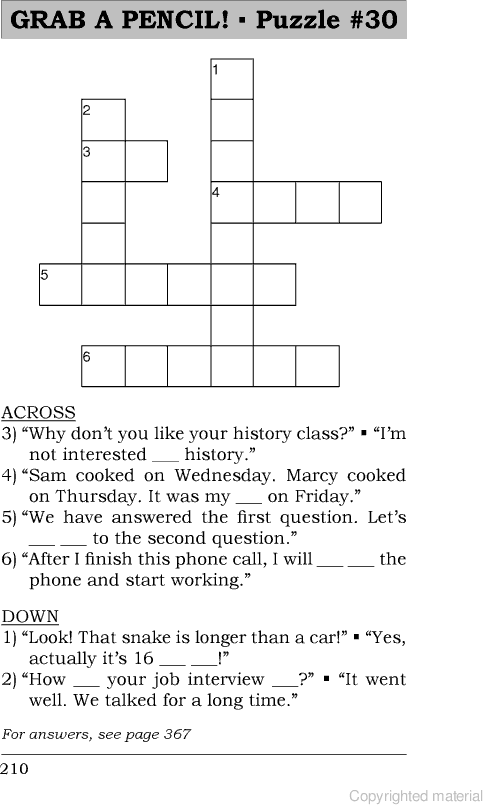 GRAB A PENCIL! ▪ Puzzle #30
1
2
3
4
5
6
ACROSS
3) “Why don’t you like your history class?” ▪ “I’m
not interested ___ history.”
4) “Sam cooked on Wednesday. Marcy cooked
on Thursday. It was my ___ on Friday.”
5) “We have answered the first question. Let’s
___ ___ to the second question.”
6) “After I finish this phone call, I will ___ ___ the
phone and start working.”
DOWN
1) “Look! That snake is longer than a car!” ▪ “Yes,
actually it’s 16 ___ ___!”
2) “How ___ your job interview ___?” ▪ “It went
well. We talked for a long time.”
For answers, see page 367
210
Copyrighted material